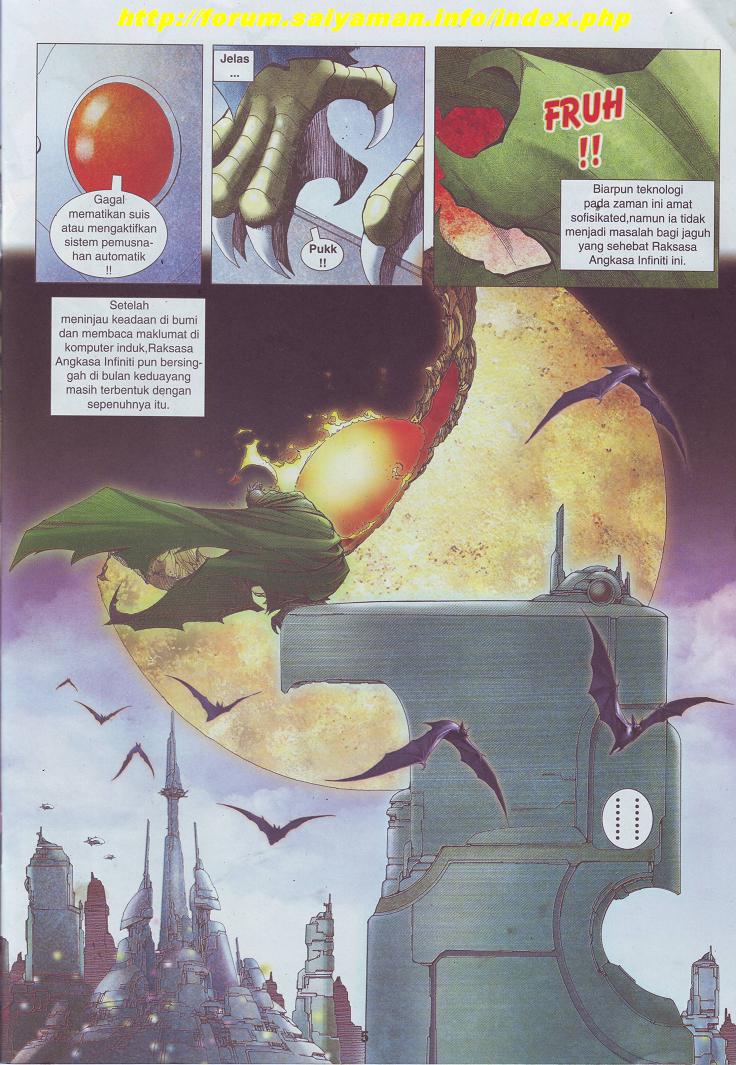 http://forum.saiyaman.info/index.php
Gagal
mematikan suis
atau mengaktifkan
sistem pemusna-
han automatik
!!
Jelas
...
Pukk
!!
FRUH
!!
Biarpun teknologi
pada zaman ini amat
sofisikated,namun ia tidak
menjadi masalah bagi jaguh
yang sehebat Raksasa
Angkasa Infiniti ini.
Setelah
meninjau keadaan di bumi
dan membaca maklumat di
komputer induk,Raksasa
Angkasa Infiniti pun bersing-
gah di bulan keduayang
masih terbentuk dengan
sepenuhnya itu.
5